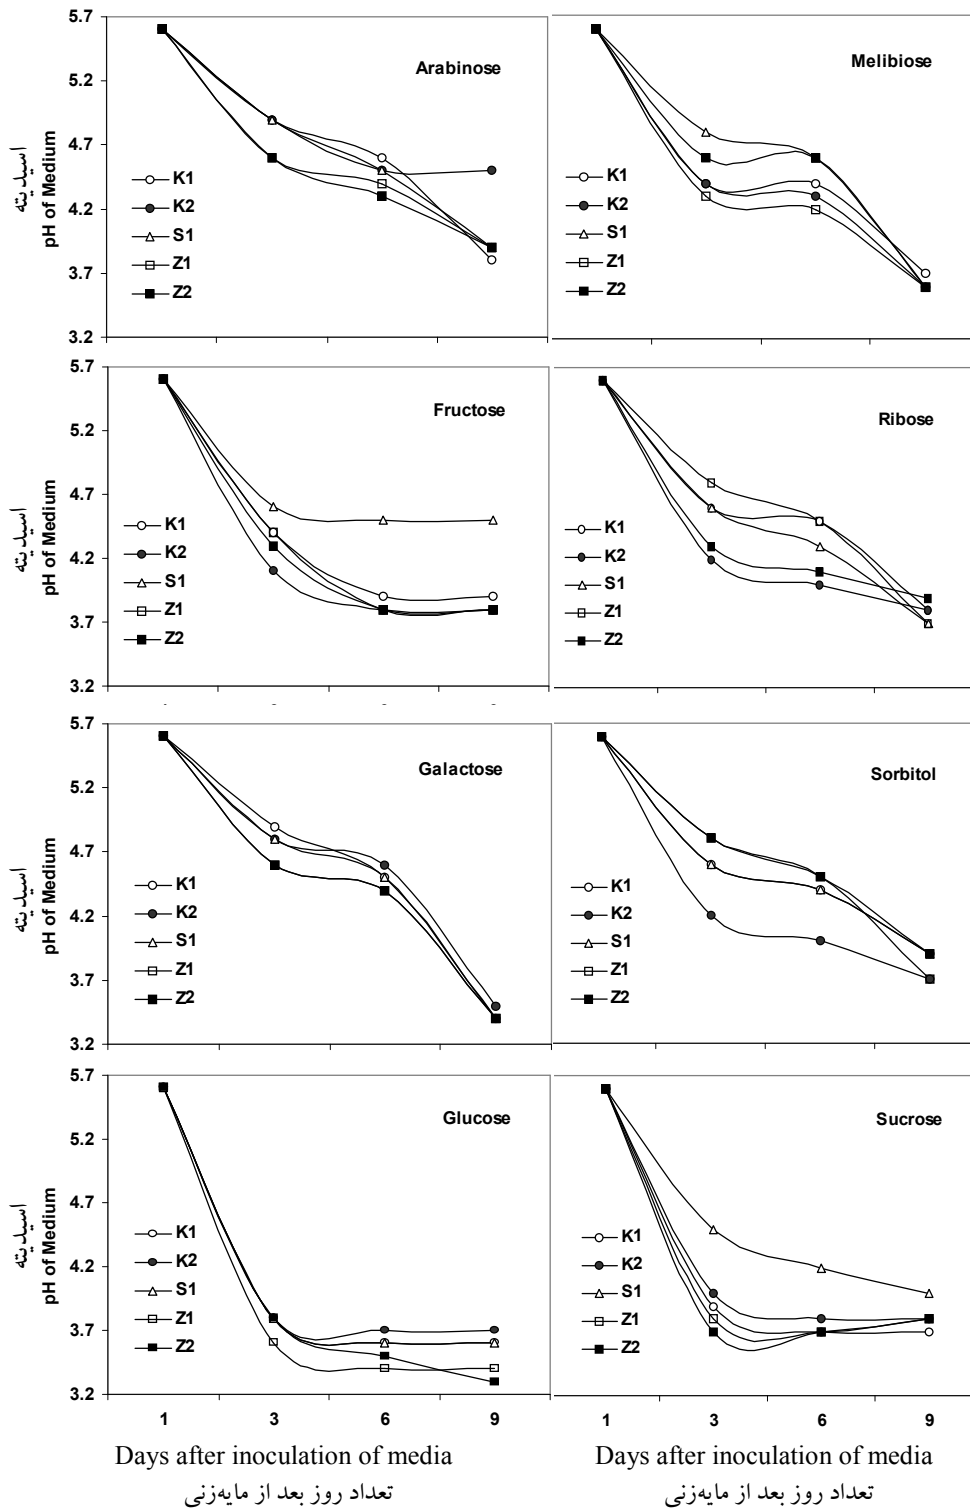 5.7
5.2
4.7
4.2
3.7
3.2
اسیدیته
pH of Medium
Arabinose
K1
K2
S1
Z1
Z2
Melibiose
K1
K2
S1
Z1
Z2
5.7
5.2
4.7
4.2
3.7
3.2
اسیدیته
pH of Medium
Fructose
K1
K2
S1
Z1
Z2
Ribose
K1
K2
S1
Z1
Z2
5.7
5.2
4.7
4.2
3.7
3.2
اسیدیته
pH of Medium
Galactose
K1
K2
S1
Z1
Z2
Sorbitol
K1
K2
S1
Z1
Z2
5.7
5.2
4.7
4.2
3.7
3.2
اسیدیته
pH of Medium
Glucose
K1
K2
S1
Z1
Z2
1 3 6 9
Days after inoculation of media
تعداد روز بعد از مایه‌زنی
Sucrose
K1
K2
S1
Z1
Z2
1 3 6 9
Days after inoculation of media
تعداد روز بعد از مایه‌زنی